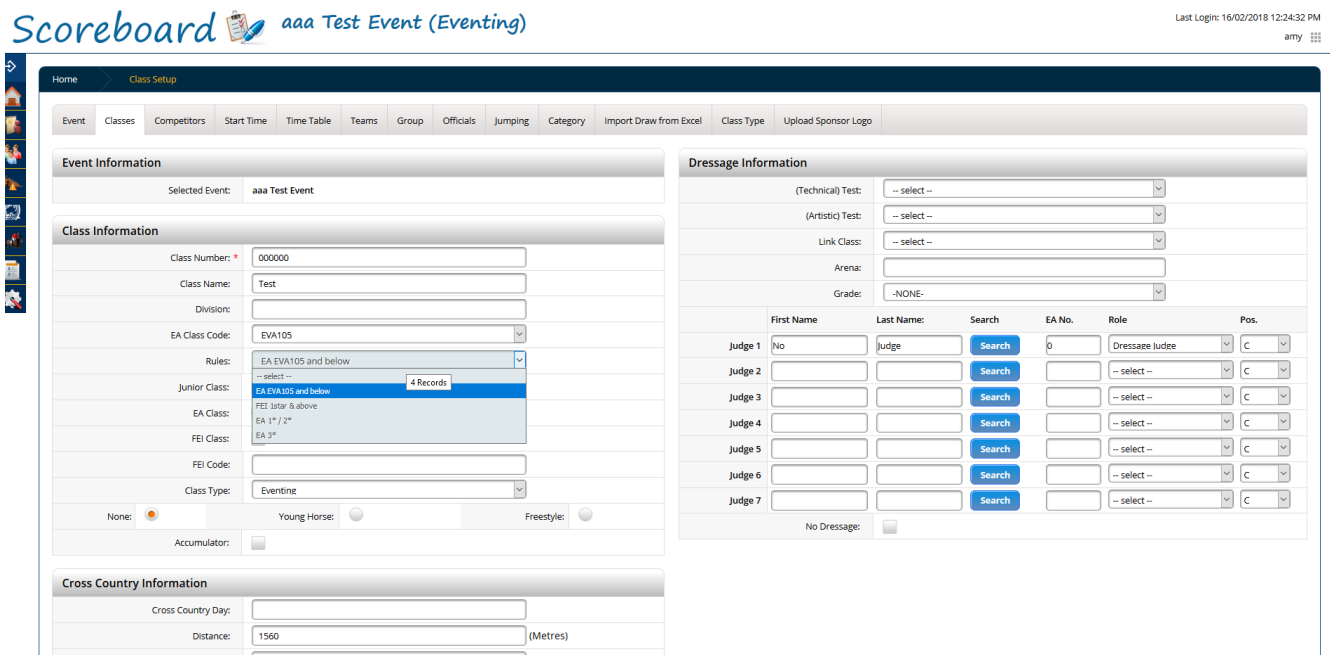 Scoreboard aaa Test Event (Eventing)
Last Login: 16/02/2018 12:24:32 PM
amy
Home Class Setup
Event Classes Competitors Start Time Time Table Teams Group Officials Jumping Category Import Draw from Excel Class Type Upload Sponsor Logo
Event Information
Selected Event: aaa Test Event
Class Information
Class Number: * 000000
Class Name: Test
Division:
EA Class Code: EVA105
Rules: EA EVA105 and below
-- select --
4 Records
EA EVA105 and below
FEI 1star & above
EA 1* / 2*
EA 3*
Junior Class:
EA Class:
FEI Class:
FEI Code:
Class Type: Eventing
None: Young Horse: Freestyle:
Accumulator:
Cross Country Information
Cross Country Day:
Distance: 1560 (Metres)
Dressage Information
(Technical) Test: -- select --
(Artistic) Test: -- select --
Link Class: -- select --
Arena:
Grade: -NONE-
First Name Last Name: Search EA No. Role Pos.
Judge 1 No Judge Search 0 Dressage Judge C
Judge 2 Search -- select -- C
Judge 3 Search -- select -- C
Judge 4 Search -- select -- C
Judge 5 Search -- select -- C
Judge 6 Search -- select -- C
Judge 7 Search -- select -- C
No Dressage: